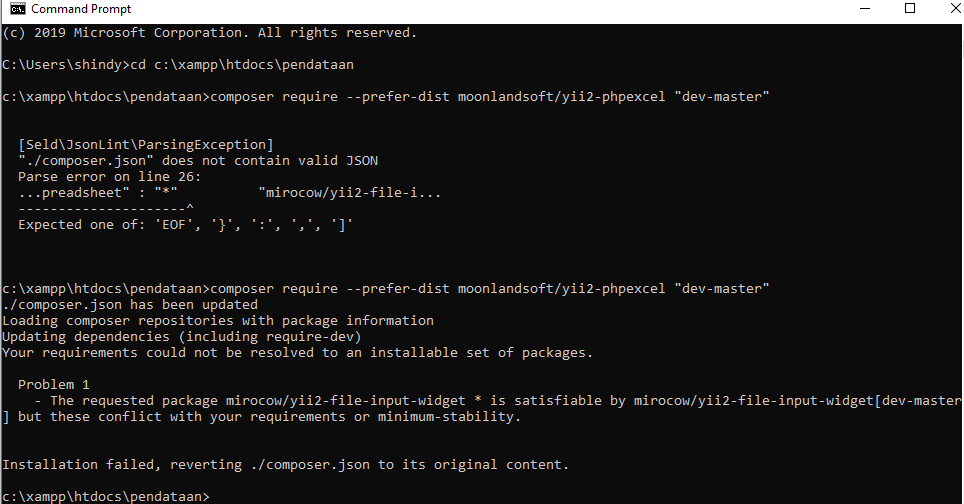 Command Prompt
(c) 2019 Microsoft Corporation. All rights reserved.
C:\Users\shindy>cd c:\xampp\htdocs\pendataan
c:\xampp\htdocs\pendataan>composer require --prefer-dist moonlandsoft/yii2-phpexcel "dev-master"
[Seld\JsonLint\ParsingException]
"./composer.json" does not contain valid JSON
Parse error on line 26:
...preadsheet" : "*"          "mirocow/yii2-file-i...
---------------------^
Expected one of: 'EOF', '}', ':', ',', ']'
c:\xampp\htdocs\pendataan>composer require --prefer-dist moonlandsoft/yii2-phpexcel "dev-master"
./composer.json has been updated
Loading composer repositories with package information
Updating dependencies (including require-dev)
Your requirements could not be resolved to an installable set of packages.
Problem 1
- The requested package mirocow/yii2-file-input-widget * is satisfiable by mirocow/yii2-file-input-widget[dev-master
] but these conflict with your requirements or minimum-stability.
Installation failed, reverting ./composer.json to its original content.
c:\xampp\htdocs\pendataan>